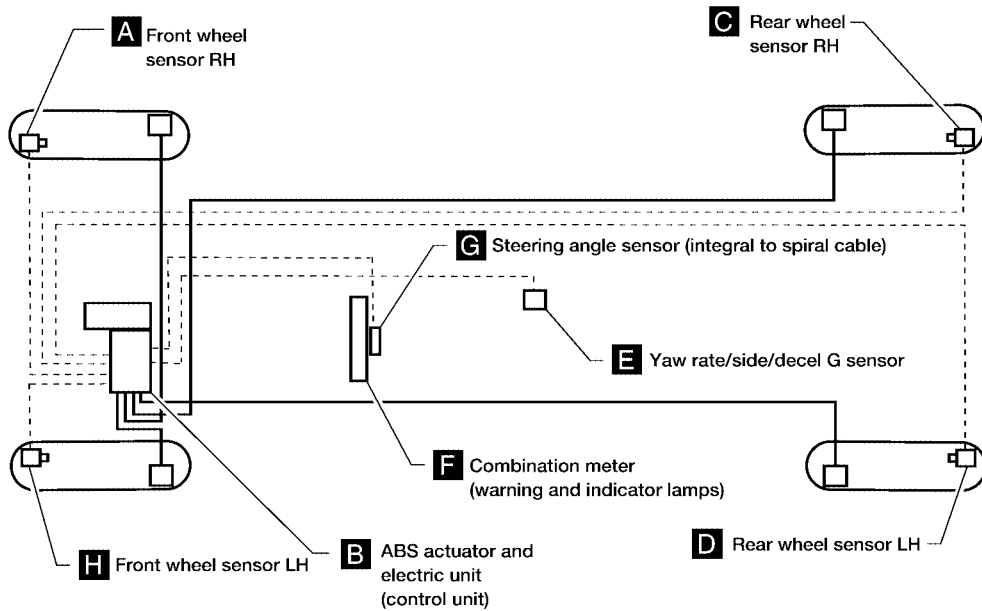 A Front wheel
sensor RH
C Rear wheel
sensor RH
G Steering angle sensor (integral to spiral cable)
E Yaw rate/side/decel G sensor
F Combination meter
(warning and indicator lamps)
H Front wheel sensor LH
B ABS actuator and
electric unit
(control unit)
D Rear wheel sensor LH